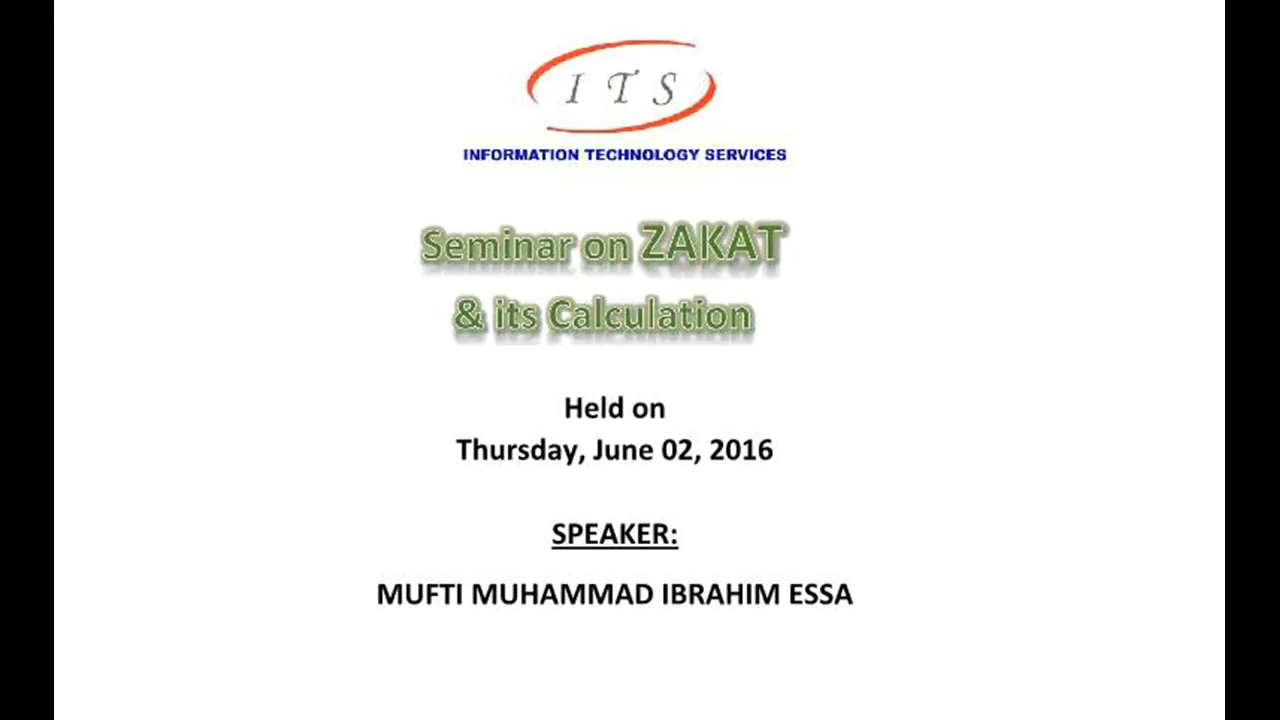 ITS
INFORMATION TECHNOLOGY SERVICES
Seminar on ZAKAT
& its Calculation
Held on
Thursday, June 02, 2016
SPEAKER:
MUFTI MUHAMMAD IBRAHIM ESSA